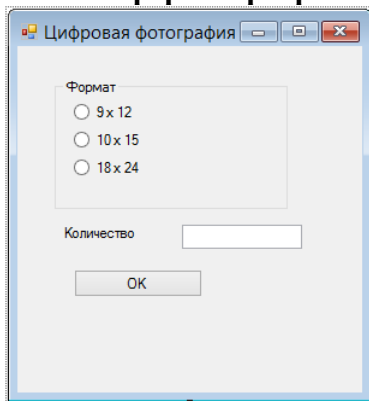 Цифровая фотография
Формат
9 x 12
10 x 15
18 x 24
Количество
OK